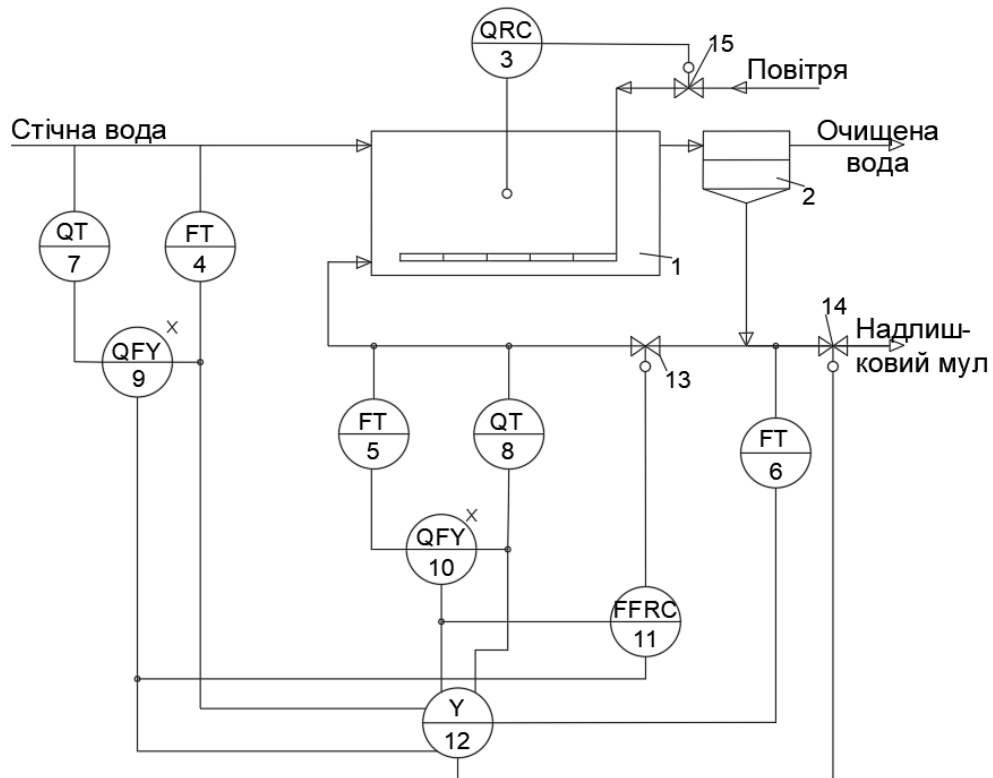 QRC
3
15
Повітря
Стічна вода
Очищена
вода
2
QT
7
FT
4
1
14
X
QFY
9
Надлиш-
ковий мул
13
FT
5
QT
8
FT
6
X
QFY
10
FFRC
11
Y
12